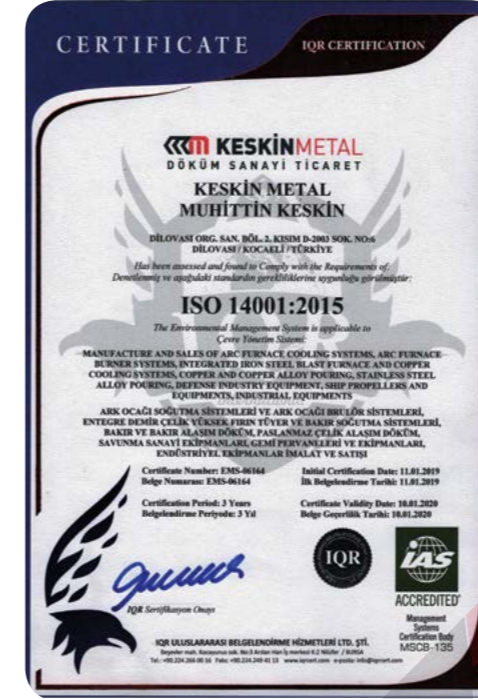 CERTIFICATE
IQR CERTIFICATION
KESKİNMETAL
DÖKÜM SANAYİ TİCARET
KESKİN METAL
MUHİTTİN KESKİN
DİLOVASI ORG. SAN. BÖL. 2. KISIM D-2003 SOK. NO:6
DİLOVASI / KOCAELİ / TÜRKİYE
Has been assessed and found to Comply with the Requirements of.
Denetlenmiş ve aşağıdaki standardın gerekliliklerine uygunluğu görülmüştür:
ISO 14001:2015
The Environmental Management System is applicable to
Çevre Yönetim Sistemi:
MANUFACTURE AND SALES OF ARC FURNACE COOLING SYSTEMS, ARC FURNACE
BURNER SYSTEMS, INTEGRATED IRON STEEL BLAST FURNACE AND COPPER
COOLING SYSTEMS, COPPER AND COPPER ALLOY POURING, STAINLESS STEEL
ALLOY POURING, DEFENSE INDUSTRY EQUIPMENT, SHIP PROPELLERS AND
EQUIPMENTS, INDUSTRIAL EQUIPMENTS
ARK OCAĞI SOĞUTMA SİSTEMLERİ VE ARK OCAĞI BRULÖR SİSTEMLERİ,
ENTEGRE DEMİR ÇELİK YÜKSEK FIRIN TÜYER VE BAKIR SOĞUTMA SİSTEMLERİ,
BAKIR VE BAKIR ALAŞIM DÖKÜM, PASLANMAZ ÇELİK ALAŞIM DÖKÜM,
SAVUNMA SANAYİ EKİPMANLARI, GEMİ PERVANELERİ VE EKİPMANLARI,
ENDÜSTRİYEL EKİPMANLAR İMALAT VE SATIŞI
Certificate Number: EMS-06164
Belge Numarası: EMS-06164
Initial Certification Date: 11.01.2019
İlk Belgelendirme Tarihi: 11.01.2019
Certification Period: 3 Years
Belgelendirme Periyodu: 3 Yıl
Certificate Validity Date: 10.01.2020
Belge Geçerlilik Tarihi: 10.01.2020
IQR Sertifikasyon Onayı
IQR
IAS
ACCREDITED
Management
Systems
Certification Body
MSCB-135
IQR ULUSLARARASI BELGELENDİRME HİZMETLERİ LTD. ŞTİ.